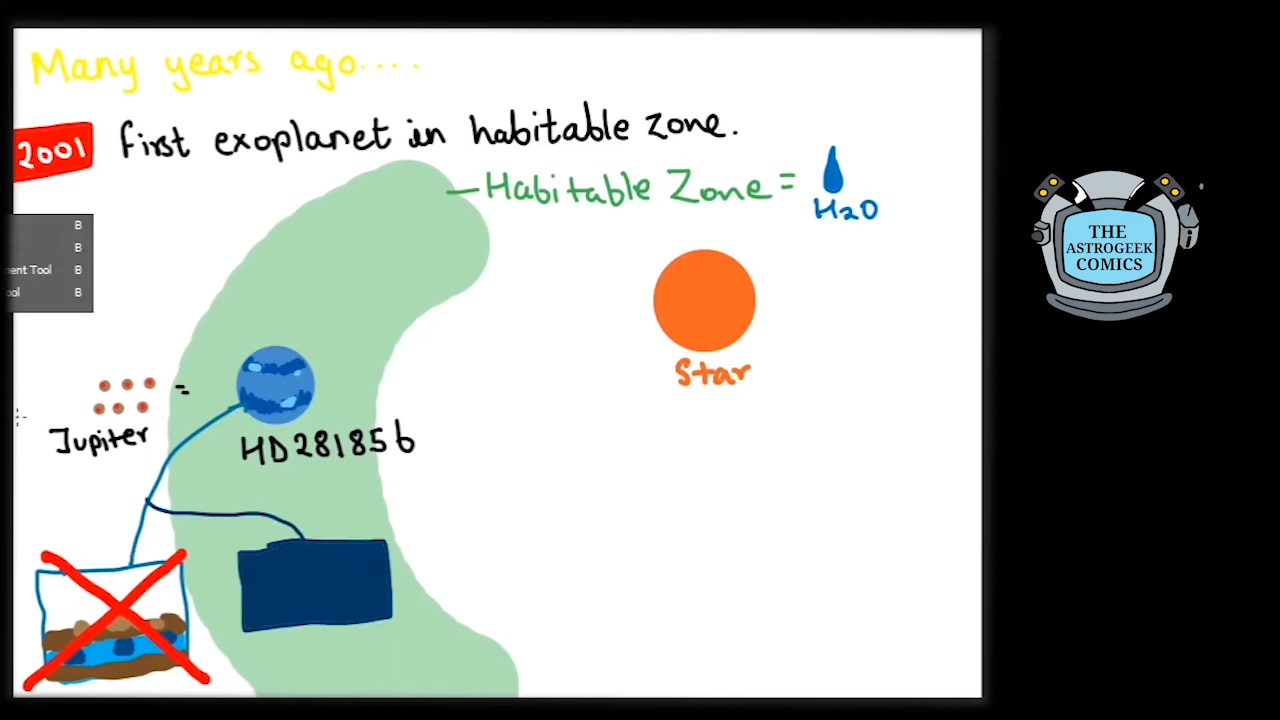 Many years ago....
2001 First exoplanet in habitable zone.
Habitable Zone =
H2O
B
B
ment Tool B
ool B
THE
ASTROGEEK
COMICS
Star
=
Jupiter
HD28185b